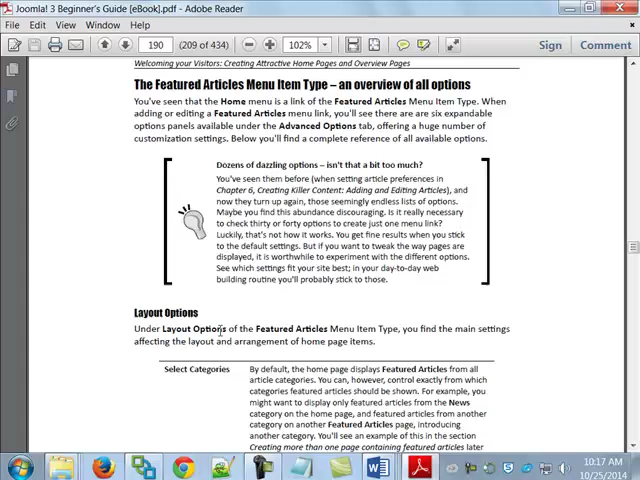 Joomla! 3 Beginner's Guide [eBook].pdf - Adobe Reader
File Edit View Window Help
190 (209 of 434) 102% Sign Comment
Welcoming your Visitors: Creating Attractive Home Pages and Overview Pages
The Featured Articles Menu Item Type – an overview of all options
You've seen that the Home menu is a link of the Featured Articles Menu Item Type. When
adding or editing a Featured Articles menu link, you'll see there are six expandable
options panels available under the Advanced Options tab, offering a huge number of
customization settings. Below you'll find a complete reference of all available options.
Dozens of dazzling options – isn't that a bit too much?
You've seen them before (when setting article preferences in
Chapter 6, Creating Killer Content: Adding and Editing Articles), and
now they turn up again, those seemingly endless lists of options.
Maybe you find this abundance discouraging. Is it really necessary
to check thirty or forty options to create just one menu link?
Luckily, that's not how it works. You get fine results when you stick
to the default settings. But if you want to tweak the way pages are
displayed, it is worthwhile to experiment with the different options.
See which settings fit your site best; in your day-to-day web
building routine you'll probably stick to those.
Layout Options
Under Layout Options of the Featured Articles Menu Item Type, you find the main settings
affecting the layout and arrangement of home page items.
Select Categories By default, the home page displays Featured Articles from all
article categories. You can, however, control exactly from which
categories featured articles should be shown. For example, you
might want to display only featured articles from the News
category on the home page, and featured articles from another
category on another Featured Articles page, introducing
another category. You'll see an example of this in the section
Creating more than one page containing featured articles later
10:17 AM
10/25/2014